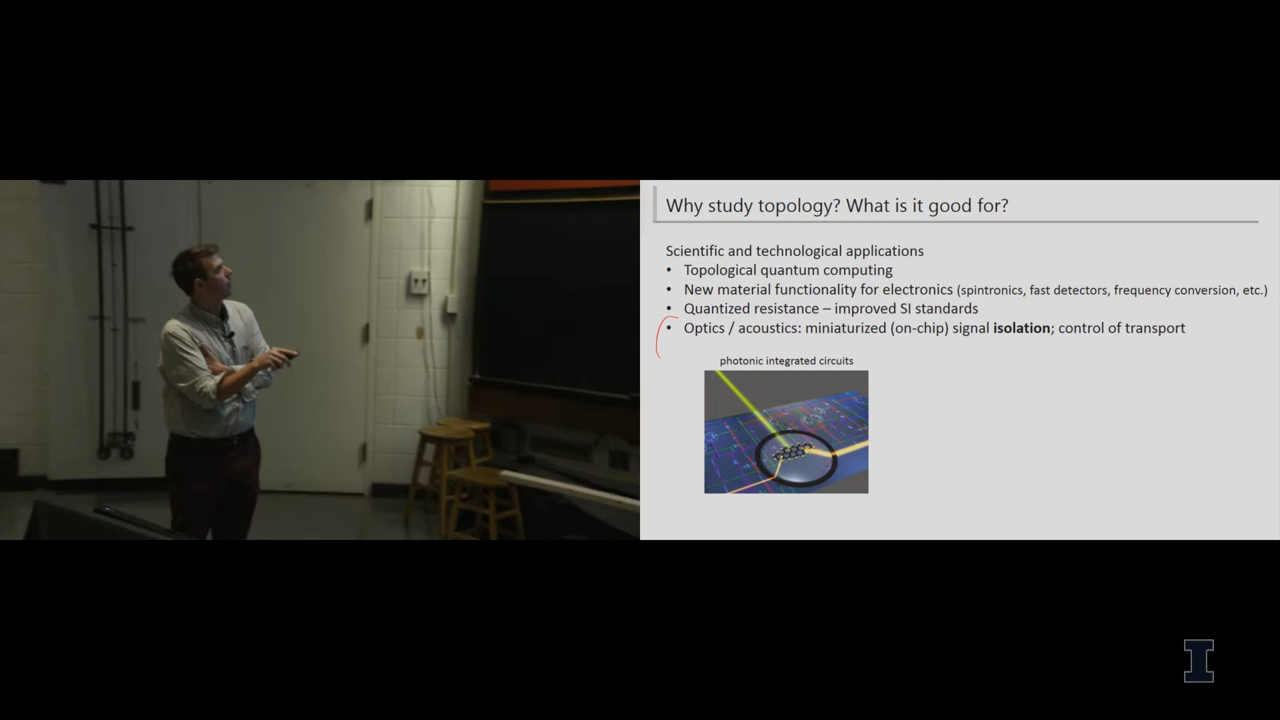 Why study topology? What is it good for?
Scientific and technological applications
• Topological quantum computing
• New material functionality for electronics (spintronics, fast detectors, frequency conversion, etc.)
• Quantized resistance – improved SI standards
• Optics / acoustics: miniaturized (on-chip) signal isolation; control of transport
photonic integrated circuits
I